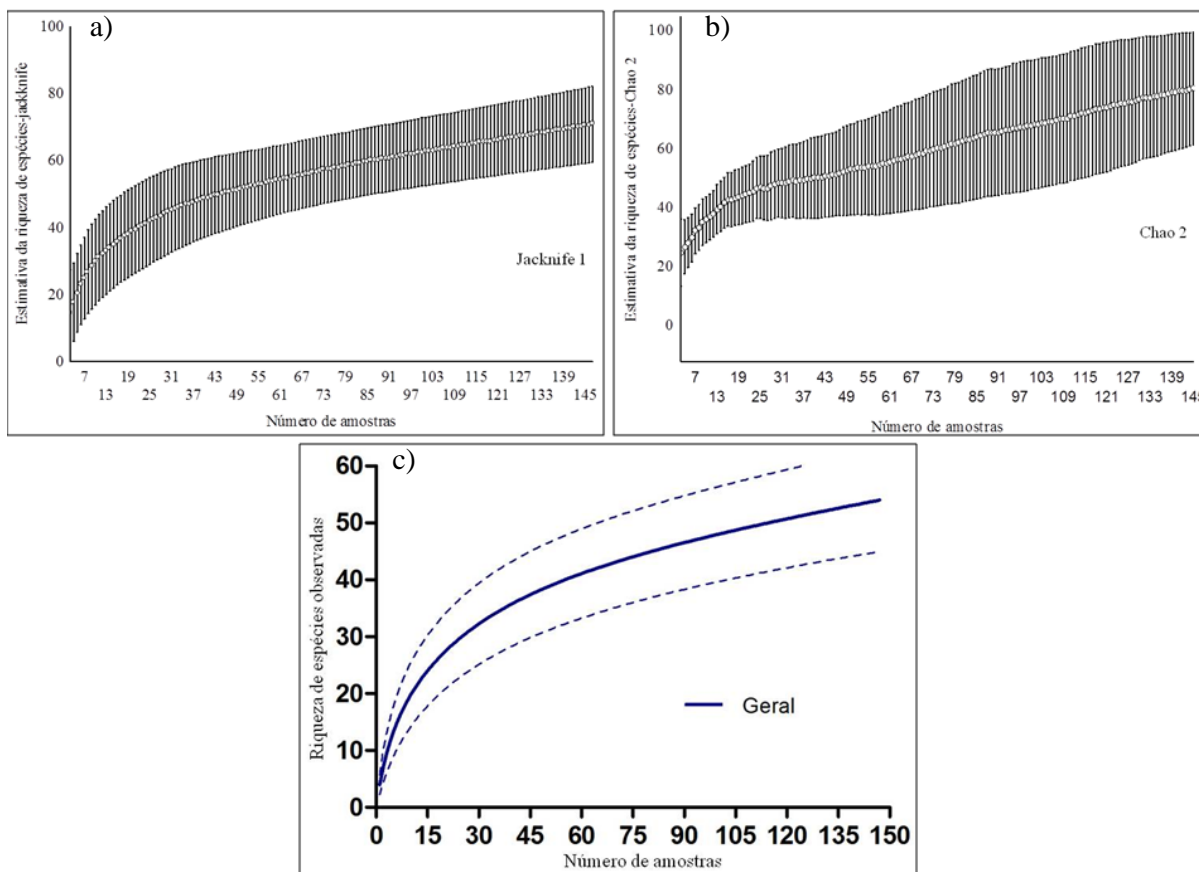 a)
Estimativa da riqueza de espécies-jackknife
100
80
60
40
20
0
Jacknife 1
7 19 31 43 55 67 79 91 103 115 127 139
13 25 37 49 61 73 85 97 109 121 133 145
Número de amostras
b)
Estimativa da riqueza de espécies-Chao 2
100
80
60
40
20
0
Chao 2
7 19 31 43 55 67 79 91 103 115 127 139
13 25 37 49 61 73 85 97 109 121 133 145
Número de amostras
c)
Riqueza de espécies observadas
60
50
40
30
20
10
0
Geral
0 15 30 45 60 75 90 105 120 135 150
Número de amostras